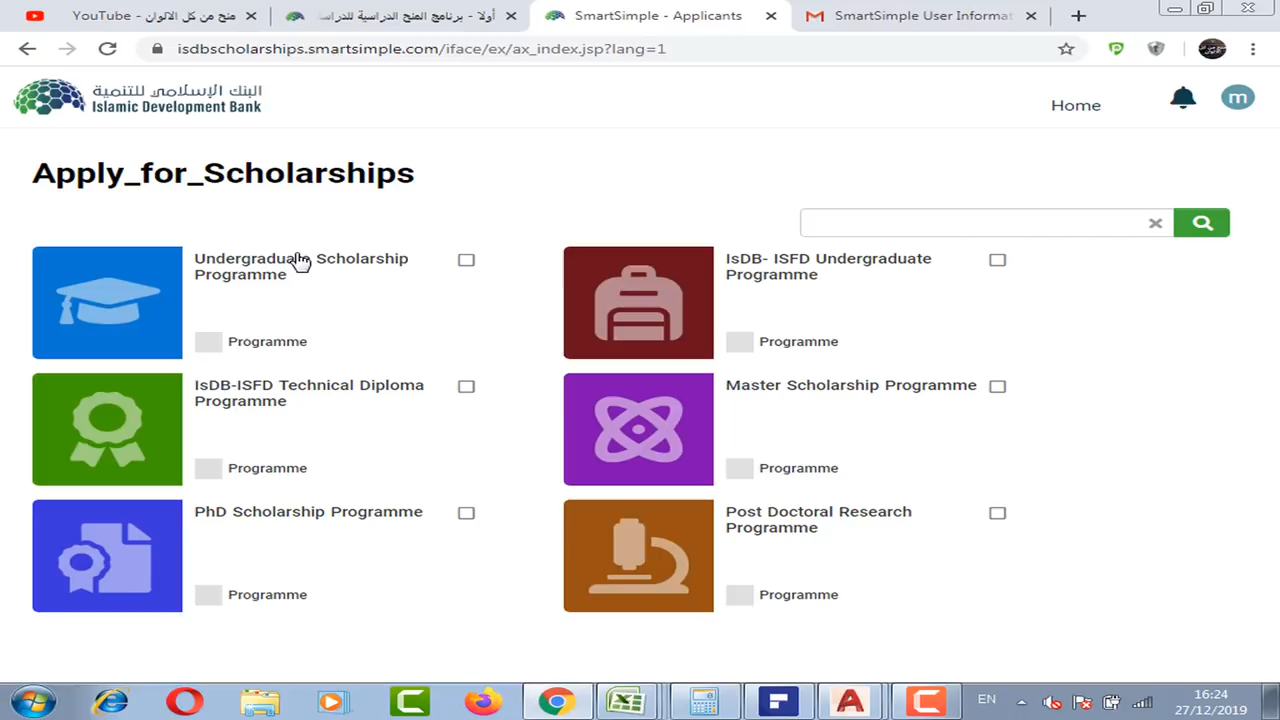 منح من كل الالوان - YouTube
أولا - برنامج المنح الدراسية للدراسا
SmartSimple - Applicants
SmartSimple User Informat
isdbscholarships.smartsimple.com/iface/ex/ax_index.jsp?lang=1
البنك الإسلامي للتنمية
Islamic Development Bank
Home
m
Apply_for_Scholarships
Undergraduate Scholarship
Programme
Programme
IsDB- ISFD Undergraduate
Programme
Programme
IsDB-ISFD Technical Diploma
Programme
Programme
Master Scholarship Programme
Programme
PhD Scholarship Programme
Programme
Post Doctoral Research
Programme
Programme
EN
16:24
27/12/2019